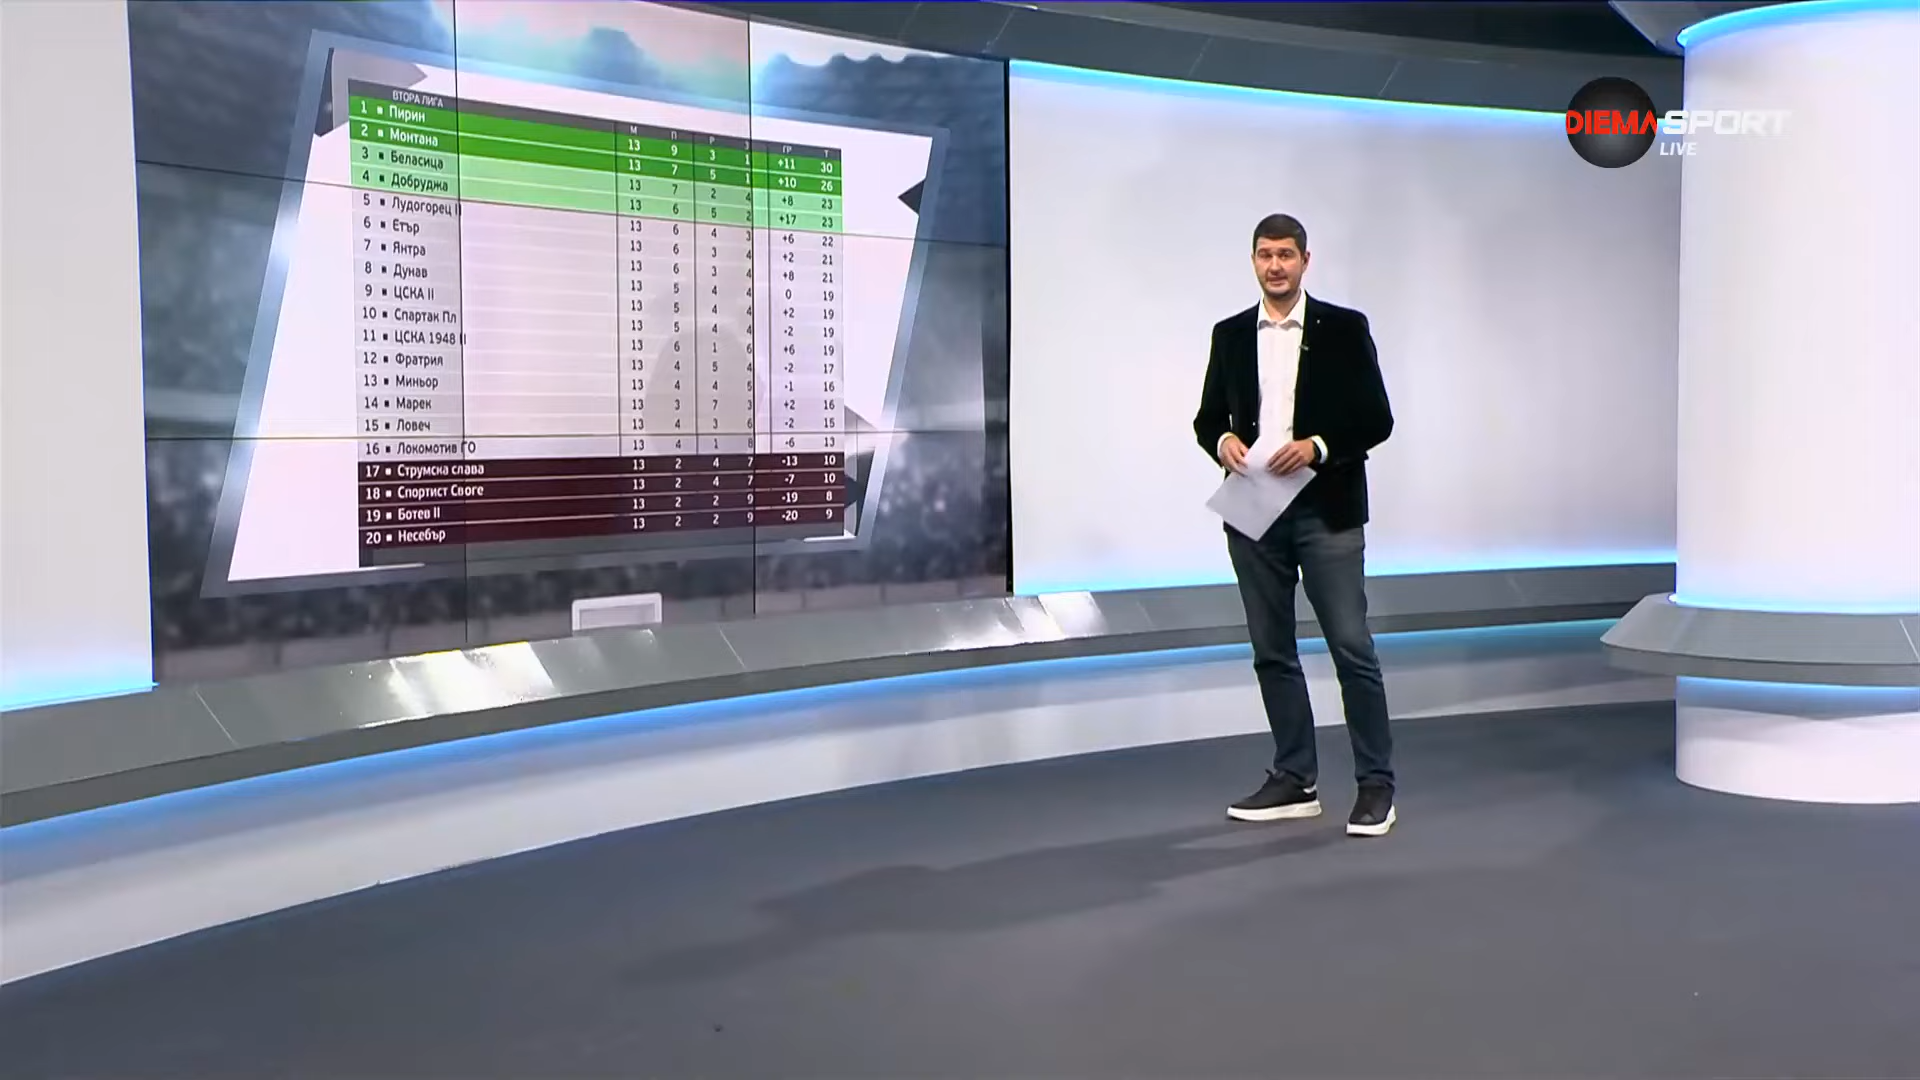 ВТОРА ЛИГА М П Р З ГР Т
1 Пирин 13 9 3 1 +11 30
2 Монтана 13 7 5 1 +10 26
3 Беласица 13 7 2 4 +8 23
4 Добруджа 13 6 5 2 +17 23
5 Лудогорец II 13 6 4 3 +6 22
6 Етър 13 6 3 4 +2 21
7 Янтра 13 6 3 4 +8 21
8 Дунав 13 5 4 4 0 19
9 ЦСКА II 13 5 4 4 +2 19
10 Спартак Пл 13 5 4 4 -2 19
11 ЦСКА 1948 II 13 6 1 6 +6 19
12 Фратрия 13 4 5 4 -2 17
13 Миньор 13 4 4 5 -1 16
14 Марек 13 3 7 3 +2 16
15 Ловеч 13 4 3 6 -2 15
16 Локомотив ГО 13 4 1 8 -6 13
17 Струмска слава 13 2 4 7 -13 10
18 Спортист Своге 13 2 4 7 -7 10
19 Ботев II 13 2 2 9 -19 8
20 Несебър 13 2 2 9 -20 9
DIEMA SPORT
LIVE